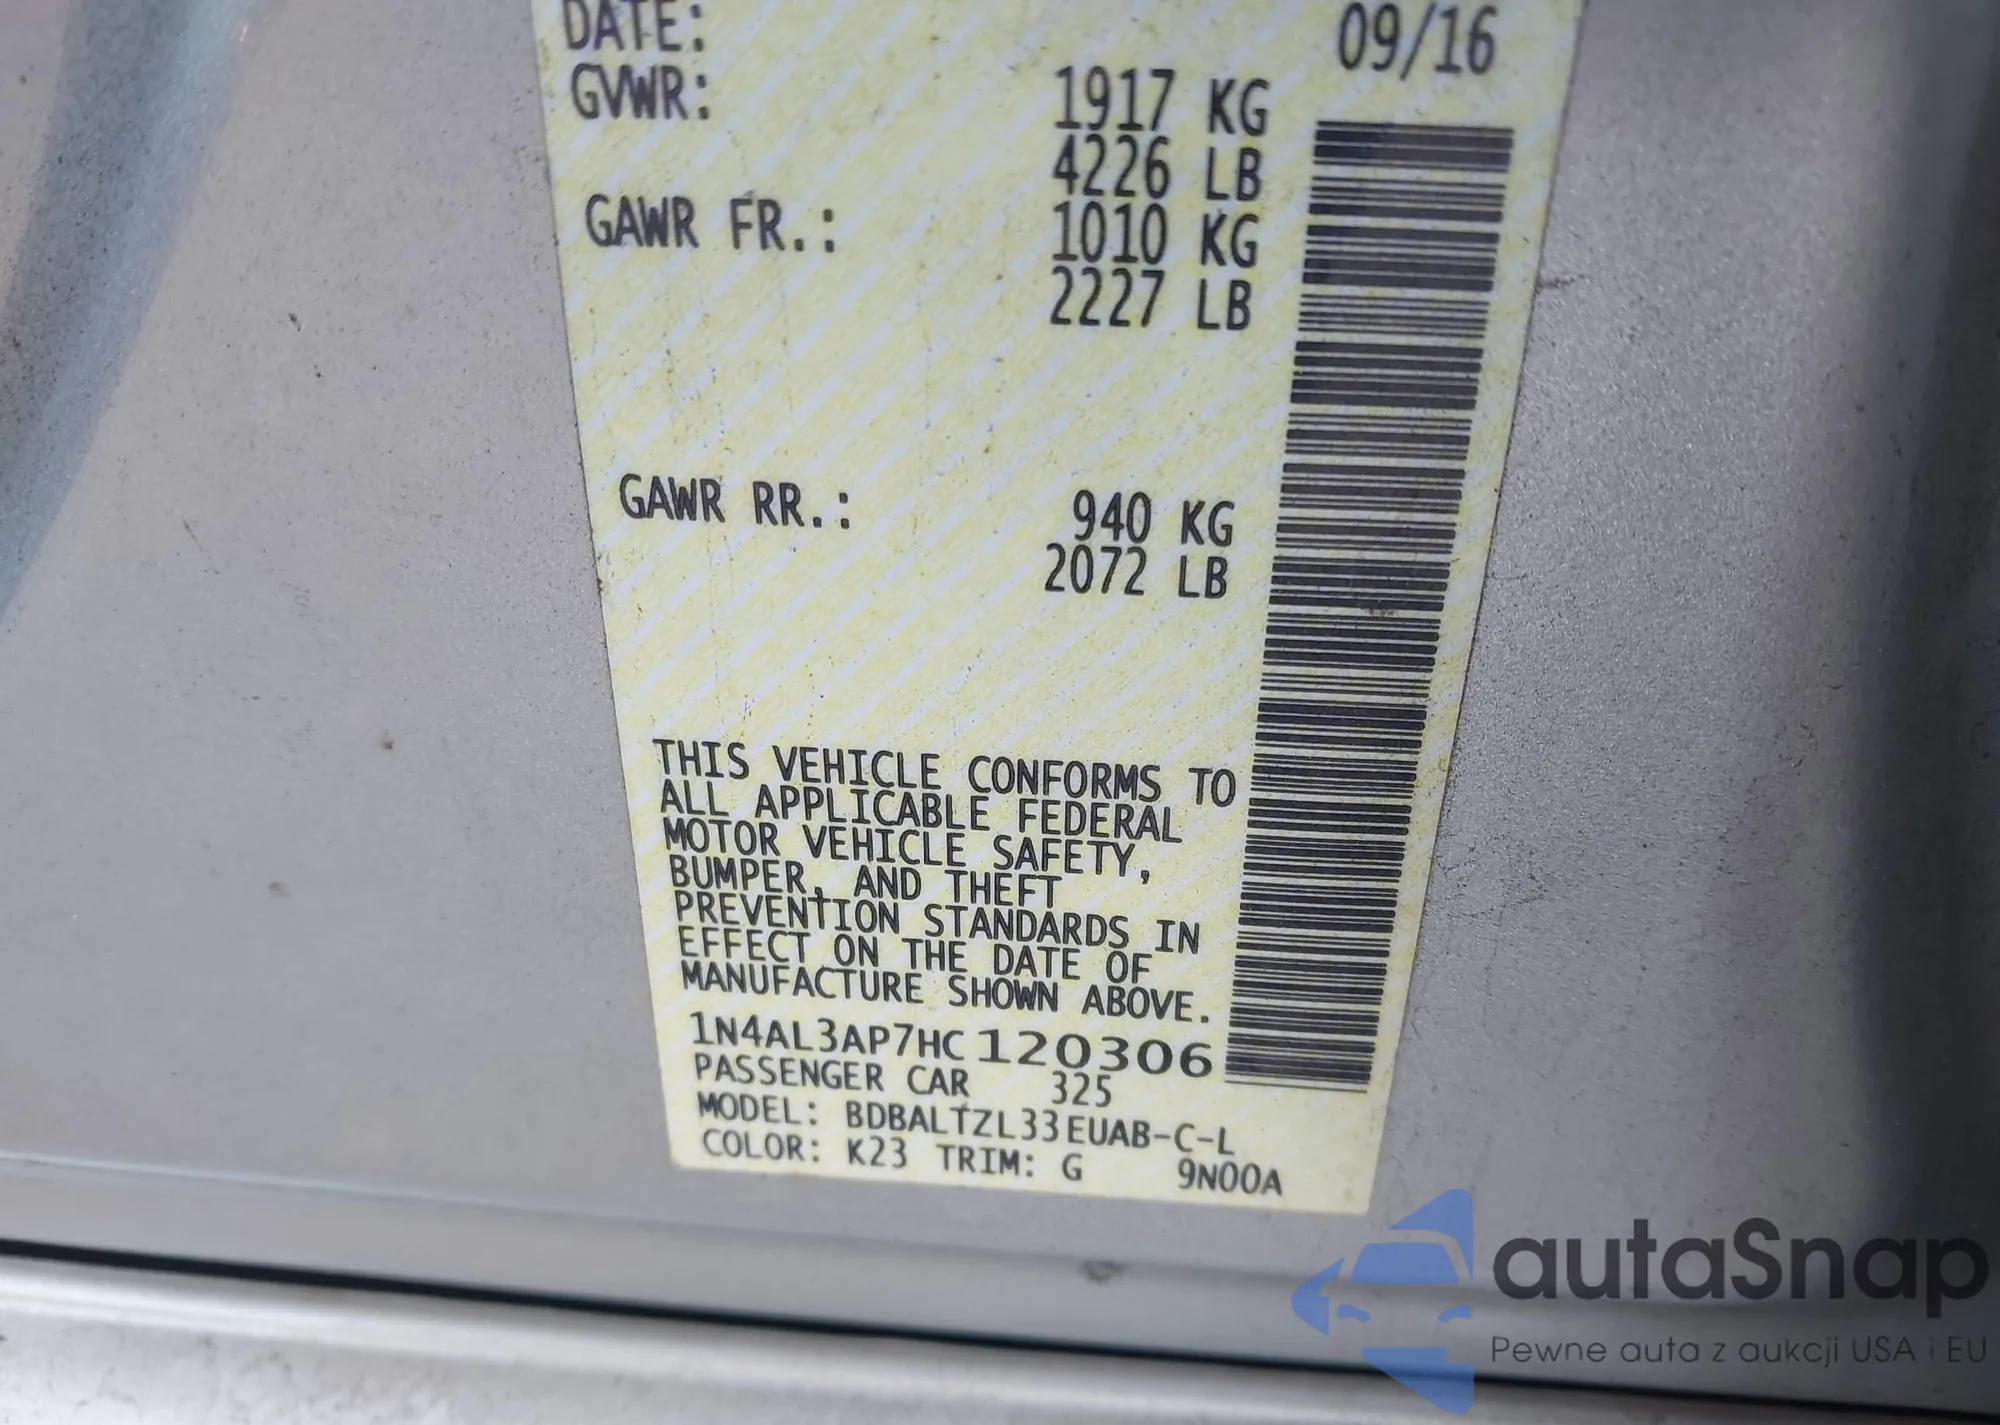 DATE: 09/16
GVWR: 1917 KG
4226 LB
GAWR FR.: 1010 KG
2227 LB
GAWR RR.: 940 KG
2072 LB
THIS VEHICLE CONFORMS TO
ALL APPLICABLE FEDERAL
MOTOR VEHICLE SAFETY,
BUMPER, AND THEFT
PREVENTION STANDARDS IN
EFFECT ON THE DATE OF
MANUFACTURE SHOWN ABOVE.
1N4AL3AP7HC120306
PASSENGER CAR 325
MODEL: BDBALTZL33EUAB-C-L
COLOR: K23 TRIM: G 9N00A
autaSnap
Pewne auta z aukcji USA i EU